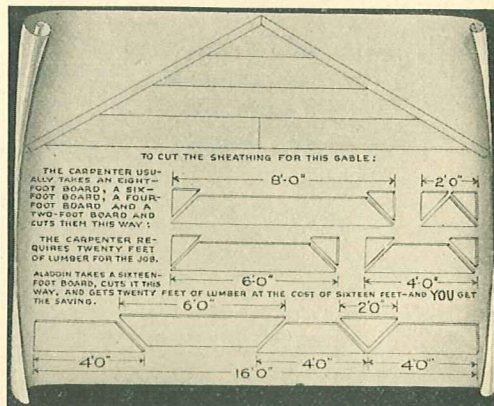 TO CUT THE SHEATHING FOR THIS GABLE:
THE CARPENTER USU-
ALLY TAKES AN EIGHT-
FOOT BOARD, A SIX-
FOOT BOARD, A FOUR-
FOOT BOARD AND A
TWO-FOOT BOARD AND
CUTS THEM THIS WAY:
8'-0"
2'0"
THE CARPENTER RE-
QUIRES TWENTY FEET
OF LUMBER FOR THE JOB.
6'0"
4'0"
ALADDIN TAKES A SIXTEEN-
FOOT BOARD, CUTS IT THIS
WAY, AND GETS TWENTY FEET OF LUMBER AT THE COST OF SIXTEEN FEET-AND YOU GET
THE SAVING.
6'0"
2'0"
4'0"
4'0"
4'0"
16'0"